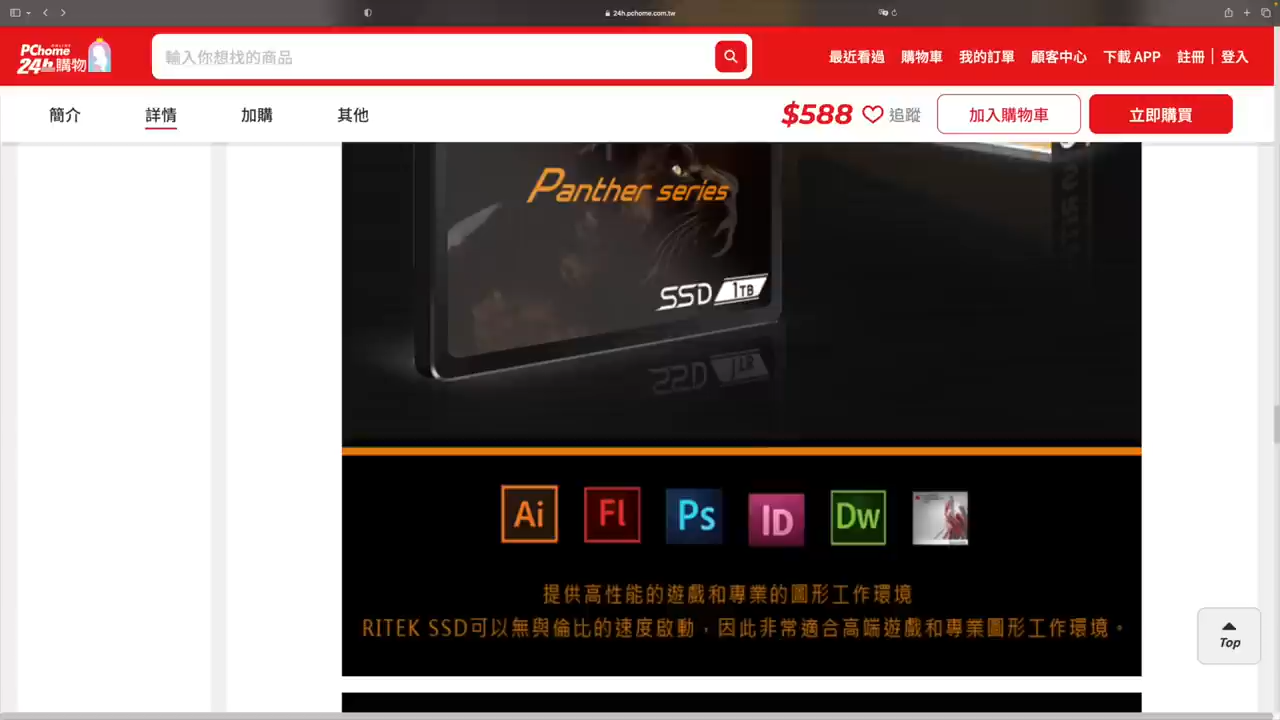 24h.pchome.com.tw
PChome
ONLINE
24h購物
輸入你想找的商品
最近看過
購物車
我的訂單
顧客中心
下載 APP
註冊
登入
簡介
詳情
加購
其他
$588
追蹤
加入購物車
立即購買
Panther series
SSD 1TB
Ai
Fl
Ps
ID
Dw
提供高性能的遊戲和專業的圖形工作環境
RITEK SSD可以無與倫比的速度啟動，因此非常適合高端遊戲和專業圖形工作環境。
Top